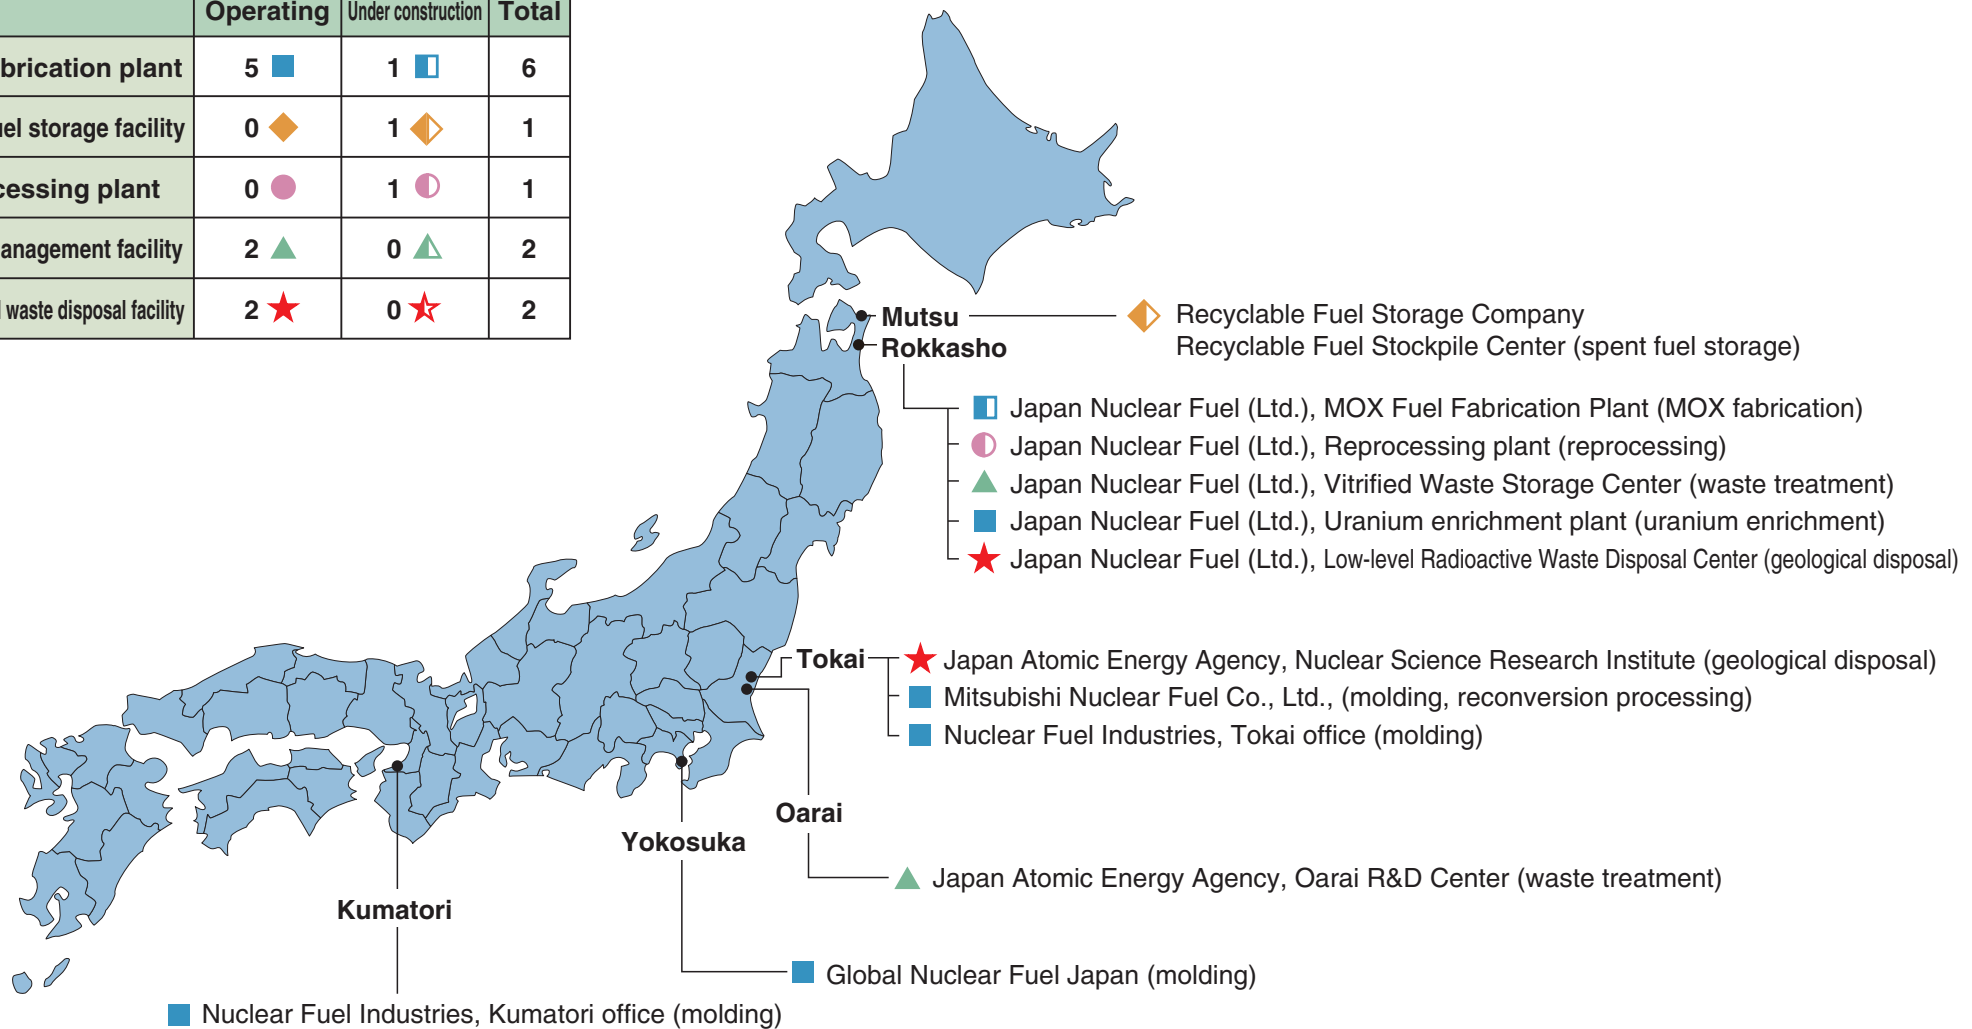 Operating Under construction Total
brication plant 5 1 6
uel storage facility 0 1 1
cessing plant 0 1 1
anagement facility 2 0 2
waste disposal facility 2 0 2
Mutsu
Recyclable Fuel Storage Company
Recyclable Fuel Stockpile Center (spent fuel storage)
Rokkasho
Japan Nuclear Fuel (Ltd.), MOX Fuel Fabrication Plant (MOX fabrication)
Japan Nuclear Fuel (Ltd.), Reprocessing plant (reprocessing)
Japan Nuclear Fuel (Ltd.), Vitrified Waste Storage Center (waste treatment)
Japan Nuclear Fuel (Ltd.), Uranium enrichment plant (uranium enrichment)
Japan Nuclear Fuel (Ltd.), Low-level Radioactive Waste Disposal Center (geological disposal)
Tokai
Japan Atomic Energy Agency, Nuclear Science Research Institute (geological disposal)
Mitsubishi Nuclear Fuel Co., Ltd., (molding, reconversion processing)
Nuclear Fuel Industries, Tokai office (molding)
Oarai
Japan Atomic Energy Agency, Oarai R&D Center (waste treatment)
Yokosuka
Global Nuclear Fuel Japan (molding)
Kumatori
Nuclear Fuel Industries, Kumatori office (molding)